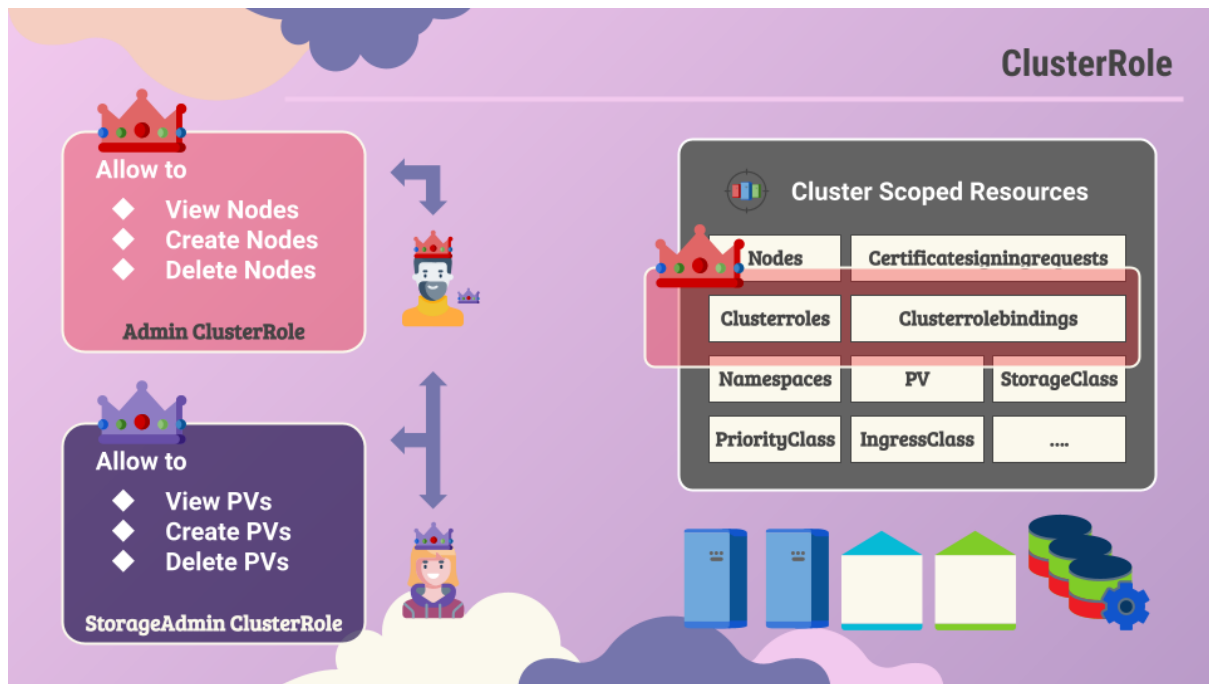 ClusterRole
Allow to
View Nodes
Create Nodes
Delete Nodes
Admin ClusterRole
Allow to
View PVs
Create PVs
Delete PVs
StorageAdmin ClusterRole
Cluster Scoped Resources
Nodes Certificatesigningrequests
Clusterroles Clusterrolebindings
Namespaces PV StorageClass
PriorityClass IngressClass ....